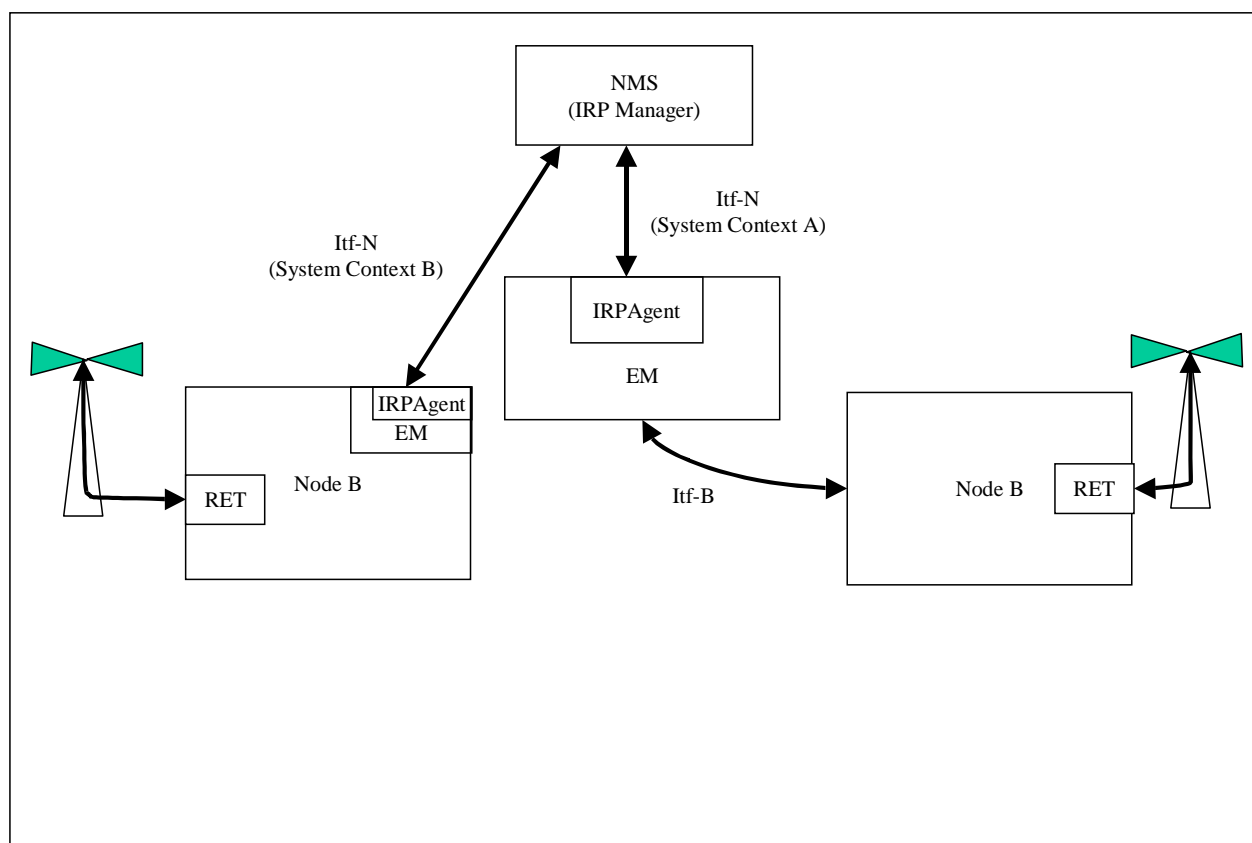 NMS
(IRP Manager)
Itf-N
(System Context A)
Itf-N
(System Context B)
IRPAgent
EM
IRPAgent
EM
Node B
RET
Itf-B
Node B
RET